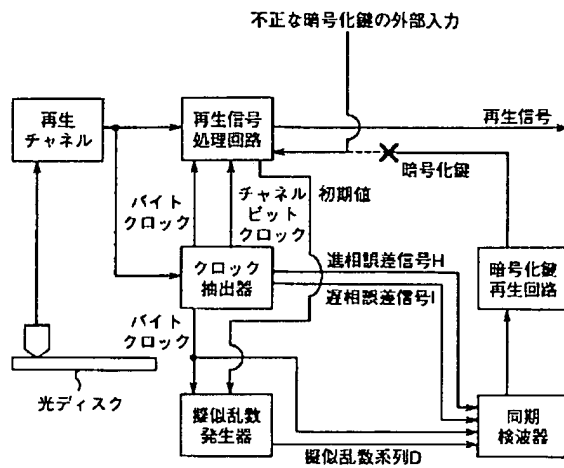 不正な暗号化鍵の外部入力
再生
チャネル
再生信号
処理回路
再生信号
暗号化鍵
バイト
クロック
チャネル
ビット
クロック
初期値
クロック
抽出器
進相誤差信号H
遅相誤差信号I
暗号化鍵
再生回路
バイト
クロック
光ディスク
擬似乱数
発生器
擬似乱数系列D
同期
検波器